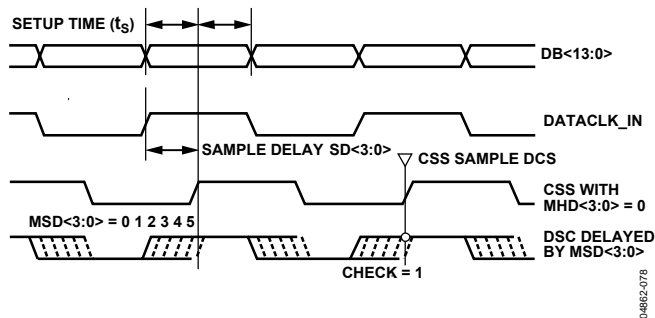 SETUP TIME (tS)
DB<13:0>
DATACLK_IN
SAMPLE DELAY SD<3:0>
CSS SAMPLE DCS
CSS WITH
MHD<3:0> = 0
MSD<3:0> = 0 1 2 3 4 5
DSC DELAYED
BY MSD<3:0>
CHECK = 1
04862-078